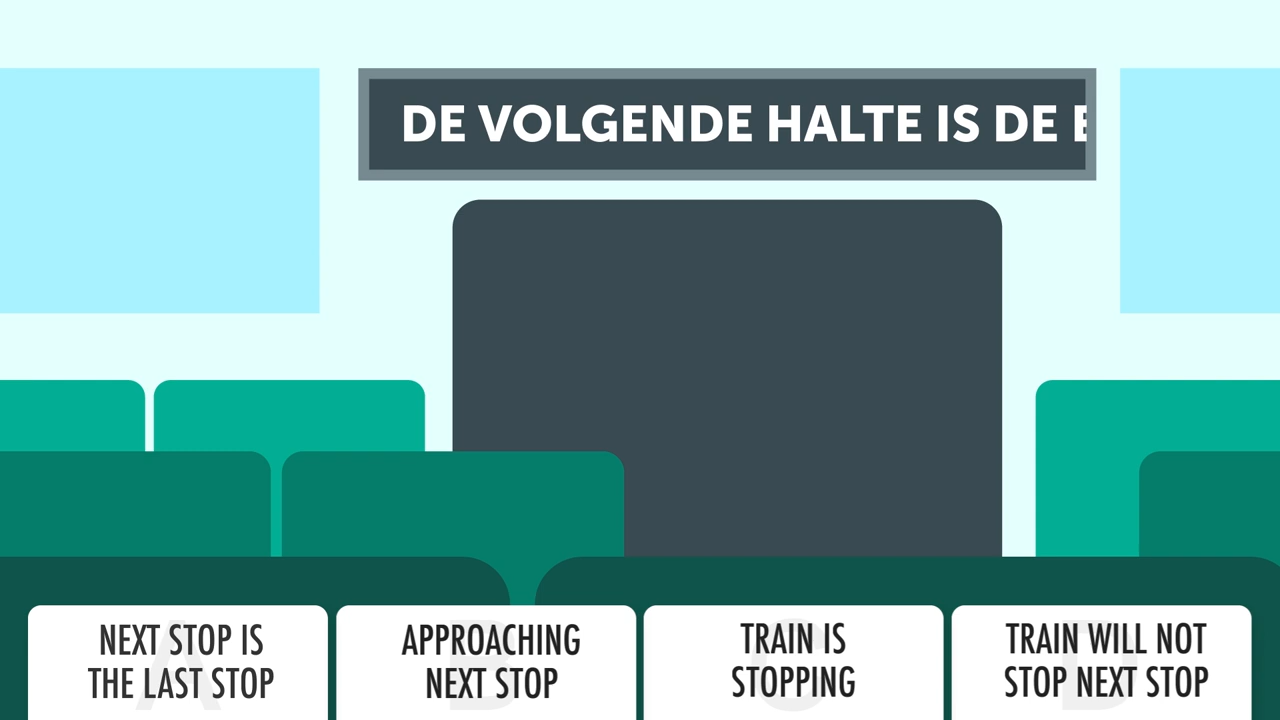 DE VOLGENDE HALTE IS DE
NEXT STOP IS
THE LAST STOP
APPROACHING
NEXT STOP
TRAIN IS
STOPPING
TRAIN WILL NOT
STOP NEXT STOP
A
B
C
D